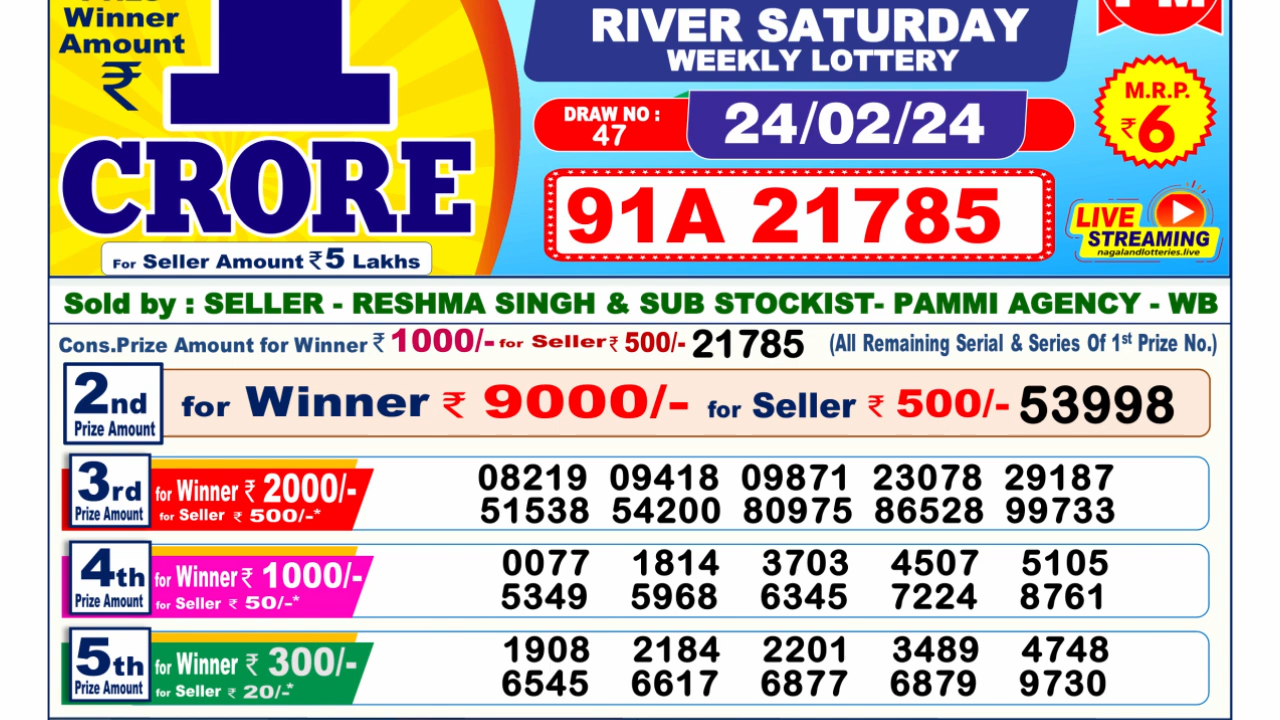 Winner
Amount
₹
1
CRORE
For Seller Amount ₹5 Lakhs
RIVER SATURDAY
WEEKLY LOTTERY
DRAW NO :
47
24/02/24
M.R.P.
₹6
91A 21785
LIVE
STREAMING
nagalandlotteries.live
Sold by : SELLER - RESHMA SINGH & SUB STOCKIST- PAMMI AGENCY - WB
Cons.Prize Amount for Winner ₹ 1000/- for Seller ₹ 500/- 21785 (All Remaining Serial & Series Of 1st Prize No.)
2nd
Prize Amount
for Winner ₹ 9000/- for Seller ₹ 500/- 53998
3rd
Prize Amount
for Winner ₹ 2000/-
for Seller ₹ 500/-*
08219 09418 09871 23078 29187
51538 54200 80975 86528 99733
4th
Prize Amount
for Winner ₹ 1000/-
for Seller ₹ 50/-*
0077 1814 3703 4507 5105
5349 5968 6345 7224 8761
5th
Prize Amount
for Winner ₹ 300/-
for Seller ₹ 20/-*
1908 2184 2201 3489 4748
6545 6617 6877 6879 9730